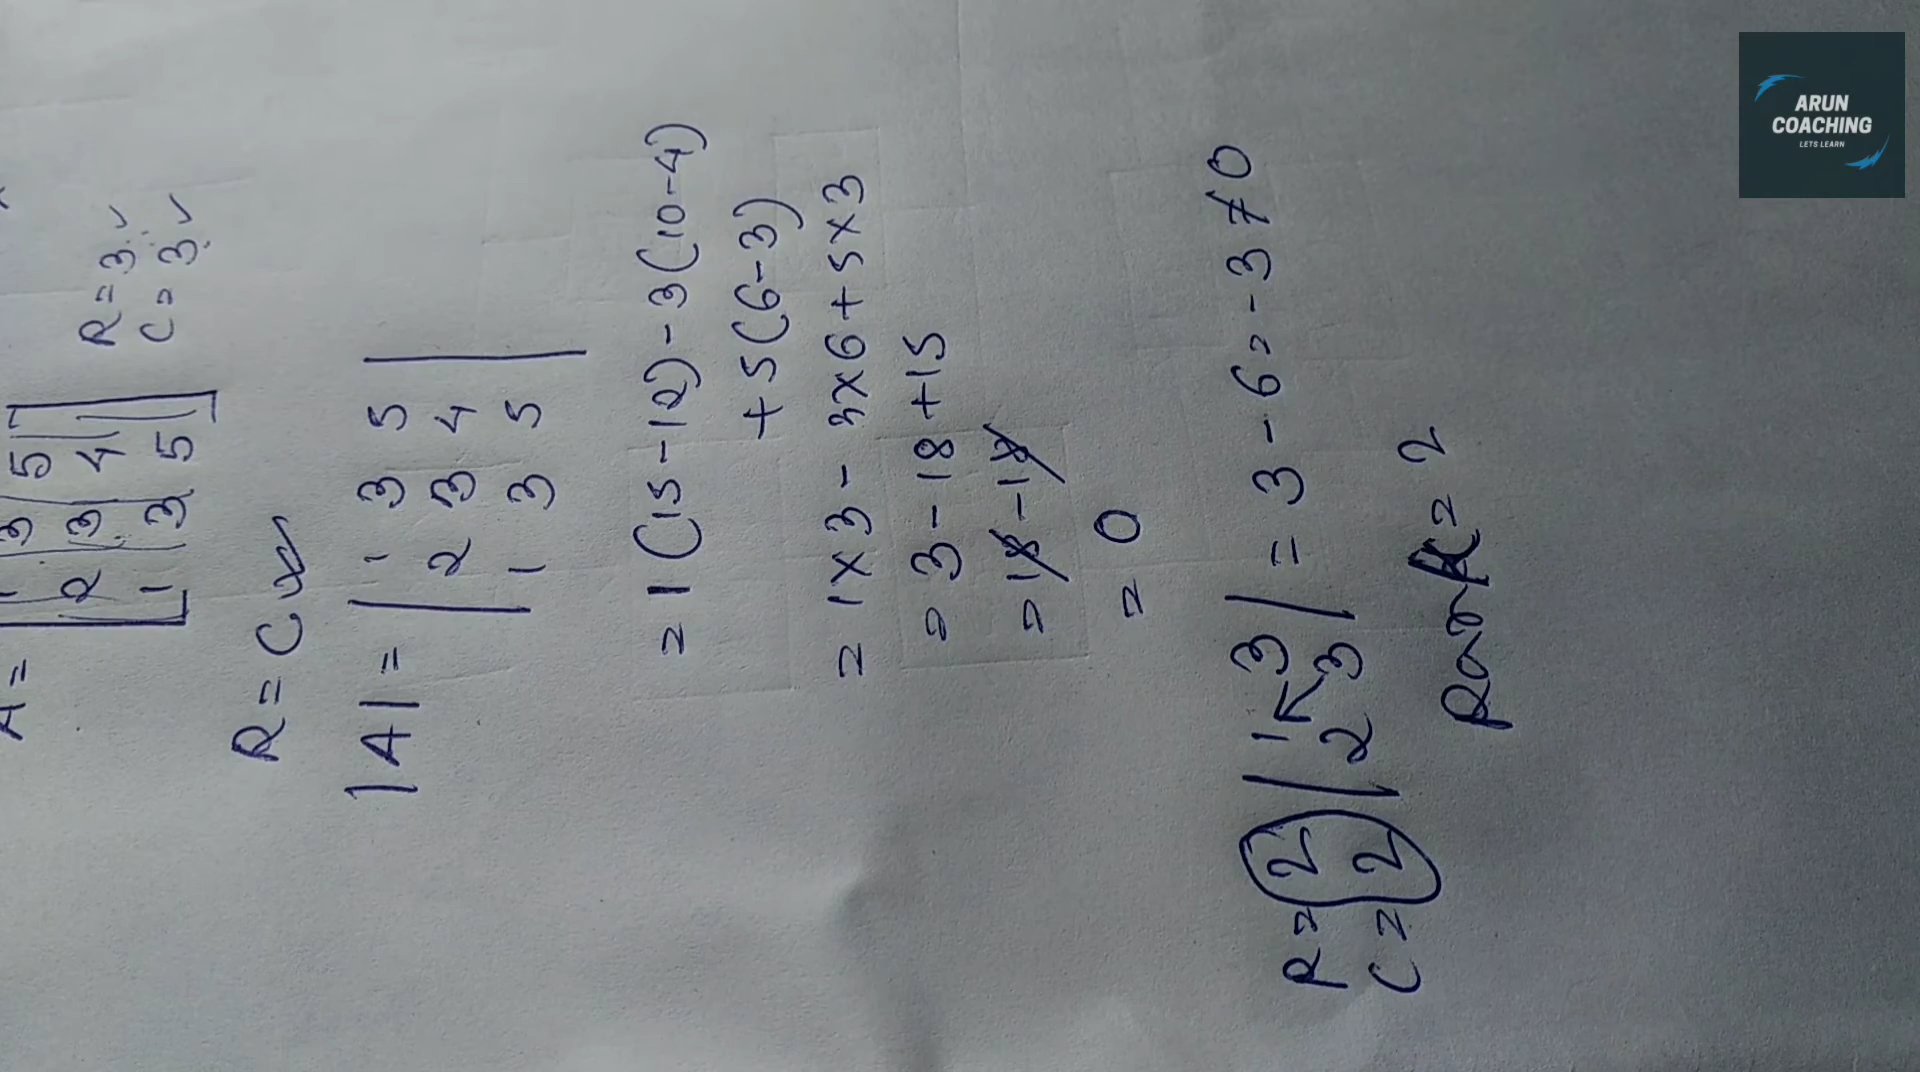 A = [1 3 5] R = 3 ✓
[2 3 4] C = 3 ✓
[1 3 5]
R = C
|A| = | 1 3 5 |
| 2 3 4 |
| 1 3 5 |
= 1(15-12) - 3(10-4)
+5(6-3)
= 1×3 - 3×6 + 5×3
= 3 - 18 + 15
= 18 - 18
= 0
R = 2 | 1 3 | = 3 - 6 = - 3 ≠ 0
C = 2 | 2 3 |
Rank = 2
ARUN
COACHING
LETS LEARN